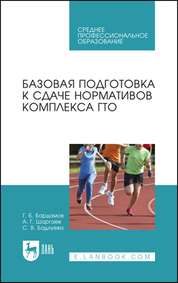 СРЕДНЕЕ
ПРОФЕССИОНАЛЬНОЕ
ОБРАЗОВАНИЕ
БАЗОВАЯ ПОДГОТОВКА
К СДАЧЕ НОРМАТИВОВ
КОМПЛЕКСА ГТО
Г. Б. Бардамов
А. Г. Шаргаев
С. В. Бадлуева
ЛАНЬ
E.LANBOOK.COM